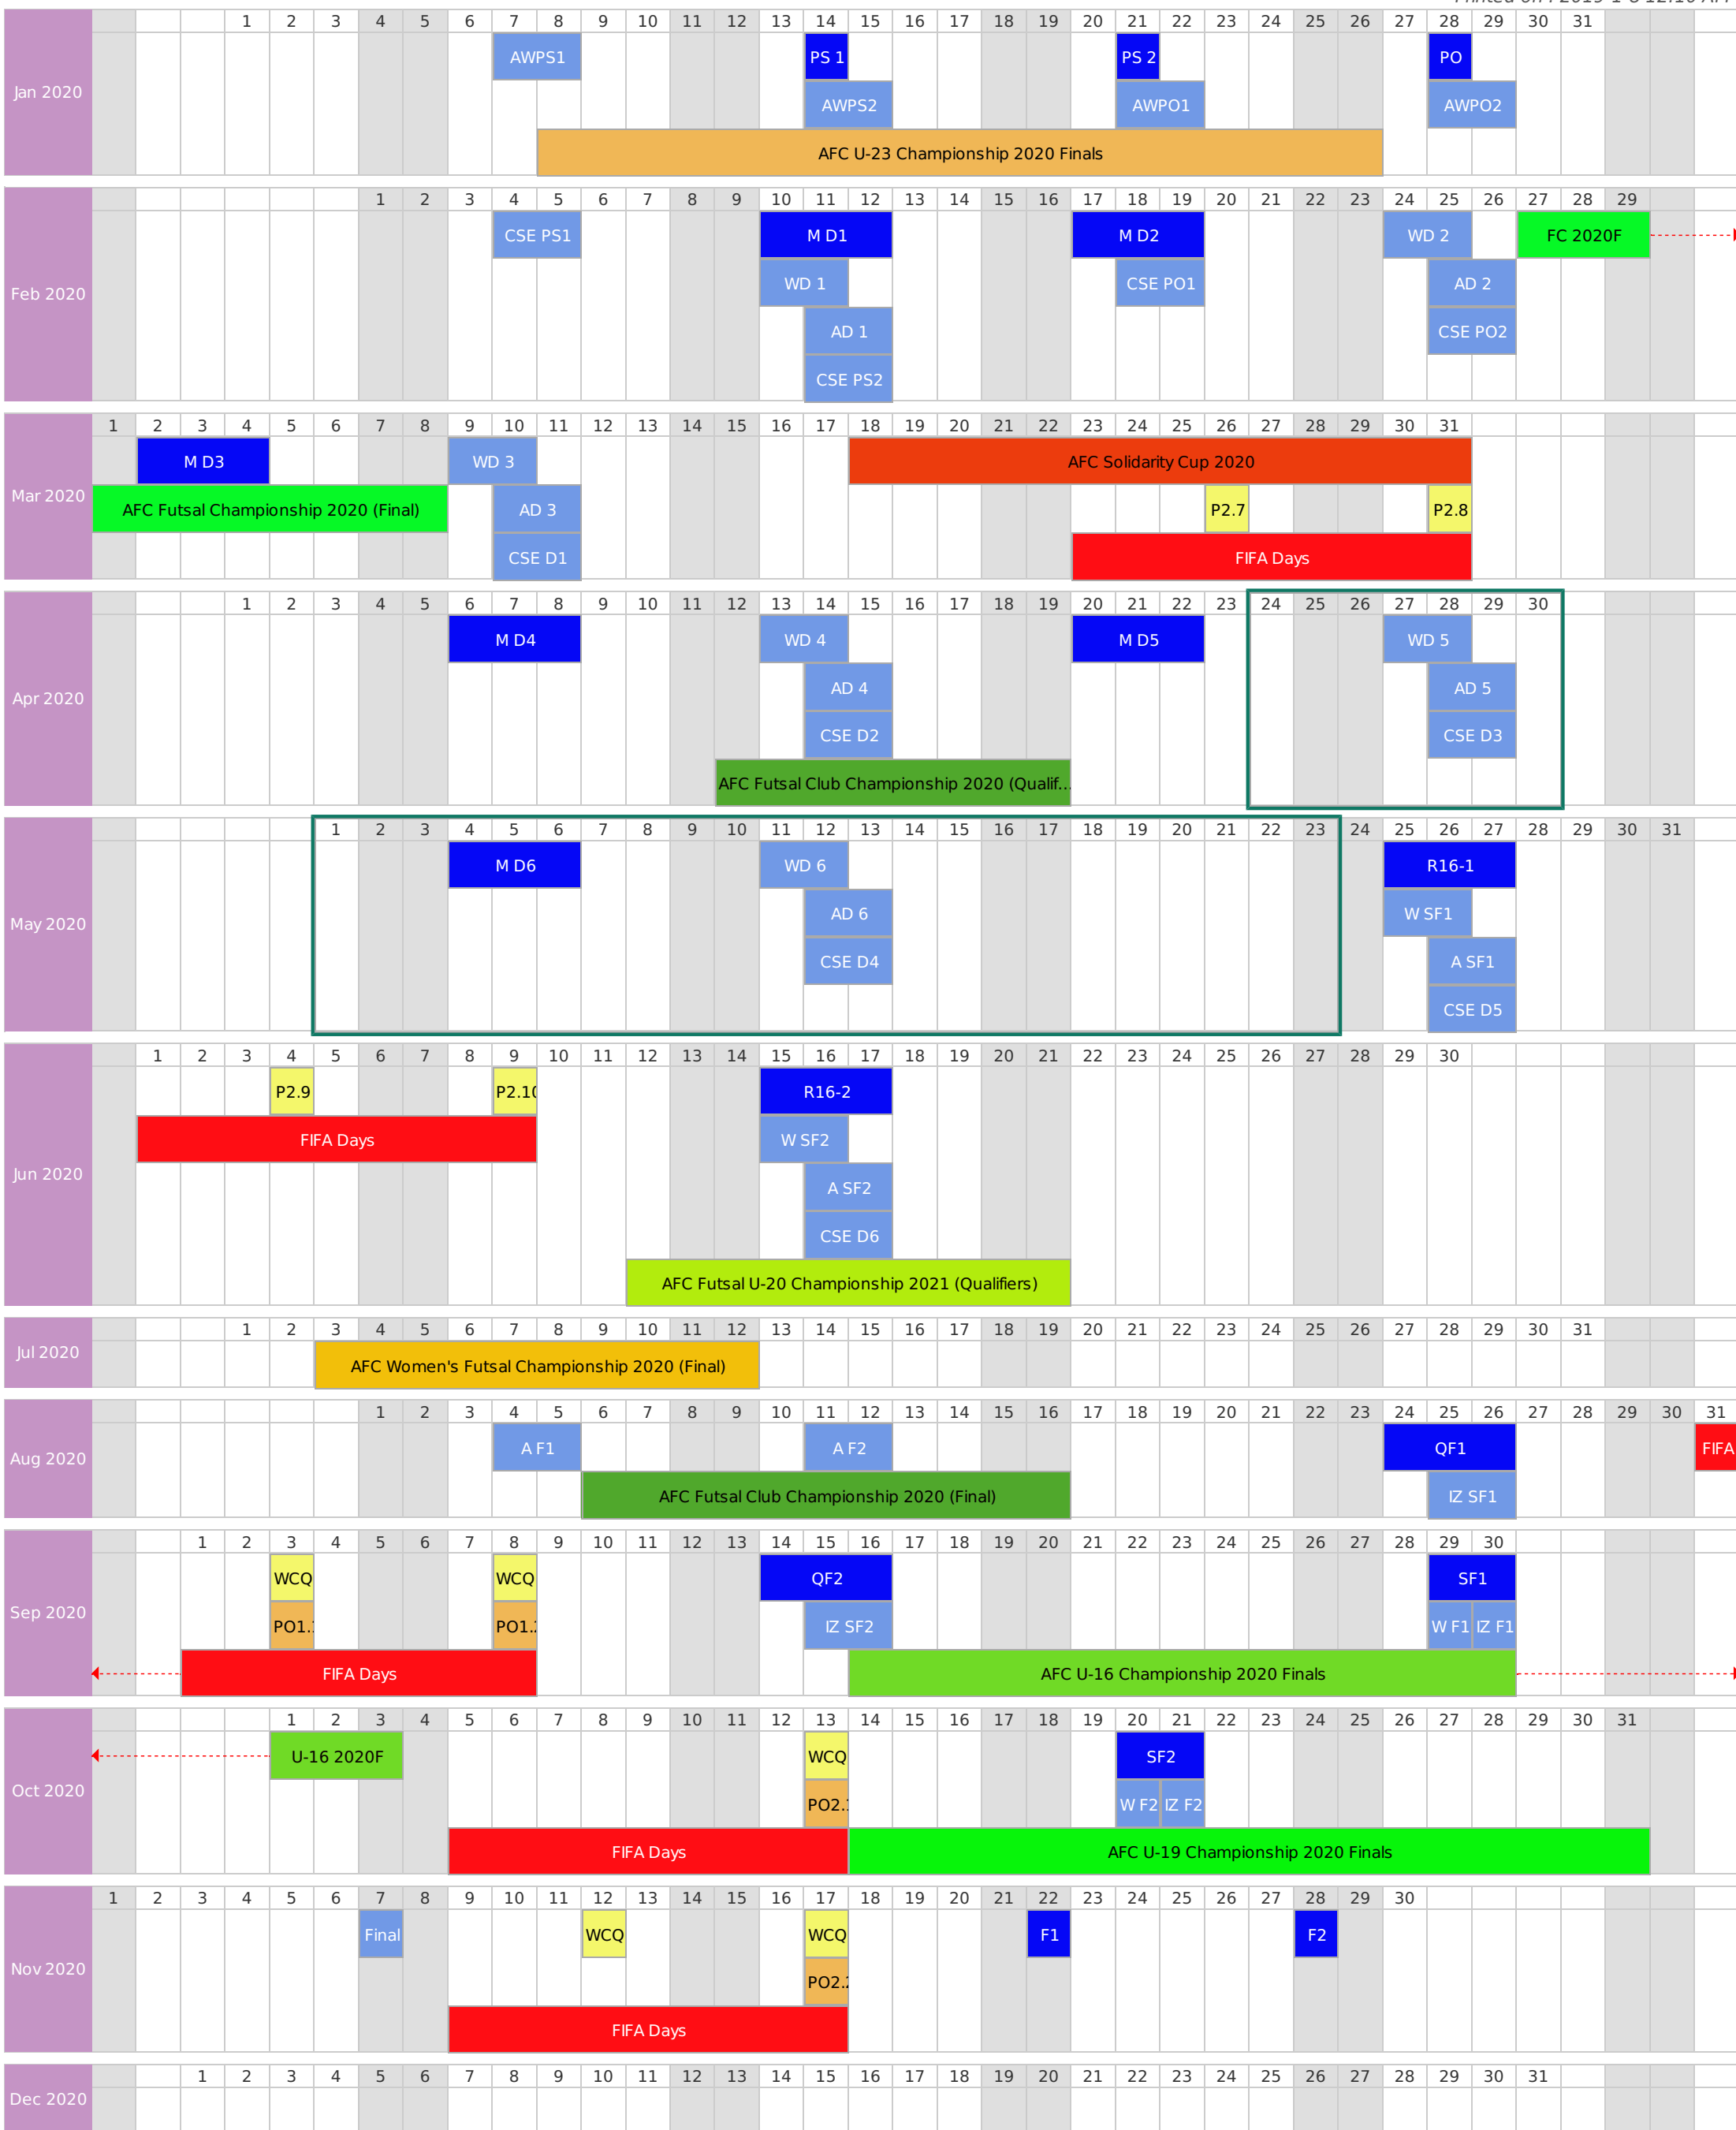 1 2 3 4 5 6 7 8 9 10 11 12 13 14 15 16 17 18 19 20 21 22 23 24 25 26 27 28 29 30 31
Jan 2020
AWPS1 PS 1 PS 2 PO
AWPS2 AWPO1 AWPO2
AFC U-23 Championship 2020 Finals
1 2 3 4 5 6 7 8 9 10 11 12 13 14 15 16 17 18 19 20 21 22 23 24 25 26 27 28 29
Feb 2020
CSE PS1 M D1 M D2 WD 2 FC 2020F
WD 1 CSE PO1 AD 2
AD 1 CSE PO2
CSE PS2
1 2 3 4 5 6 7 8 9 10 11 12 13 14 15 16 17 18 19 20 21 22 23 24 25 26 27 28 29 30 31
Mar 2020
M D3 WD 3 AFC Solidarity Cup 2020
AFC Futsal Championship 2020 (Final) AD 3 P2.7 P2.8
CSE D1 FIFA Days
1 2 3 4 5 6 7 8 9 10 11 12 13 14 15 16 17 18 19 20 21 22 23 24 25 26 27 28 29 30
Apr 2020
M D4 WD 4 M D5 WD 5
AD 4 AD 5
CSE D2 CSE D3
AFC Futsal Club Championship 2020 (Qualif...
1 2 3 4 5 6 7 8 9 10 11 12 13 14 15 16 17 18 19 20 21 22 23 24 25 26 27 28 29 30 31
May 2020
M D6 WD 6 R16-1
AD 6 W SF1
CSE D4 A SF1
CSE D5
1 2 3 4 5 6 7 8 9 10 11 12 13 14 15 16 17 18 19 20 21 22 23 24 25 26 27 28 29 30
Jun 2020
P2.9 P2.10 R16-2
FIFA Days W SF2
A SF2
CSE D6
AFC Futsal U-20 Championship 2021 (Qualifiers)
1 2 3 4 5 6 7 8 9 10 11 12 13 14 15 16 17 18 19 20 21 22 23 24 25 26 27 28 29 30 31
Jul 2020
AFC Women's Futsal Championship 2020 (Final)
1 2 3 4 5 6 7 8 9 10 11 12 13 14 15 16 17 18 19 20 21 22 23 24 25 26 27 28 29 30 31
Aug 2020
A F1 A F2 QF1 FIFA
AFC Futsal Club Championship 2020 (Final) IZ SF1
1 2 3 4 5 6 7 8 9 10 11 12 13 14 15 16 17 18 19 20 21 22 23 24 25 26 27 28 29 30
Sep 2020
WCQ WCQ QF2 SF1
PO1.1 PO1.2 IZ SF2 W F1 IZ F1
FIFA Days AFC U-16 Championship 2020 Finals
1 2 3 4 5 6 7 8 9 10 11 12 13 14 15 16 17 18 19 20 21 22 23 24 25 26 27 28 29 30 31
Oct 2020
U-16 2020F WCQ SF2
PO2.1 W F2 IZ F2
FIFA Days AFC U-19 Championship 2020 Finals
1 2 3 4 5 6 7 8 9 10 11 12 13 14 15 16 17 18 19 20 21 22 23 24 25 26 27 28 29 30
Nov 2020
Final WCQ WCQ F1 F2
PO2.2
FIFA Days
1 2 3 4 5 6 7 8 9 10 11 12 13 14 15 16 17 18 19 20 21 22 23 24 25 26 27 28 29 30 31
Dec 2020